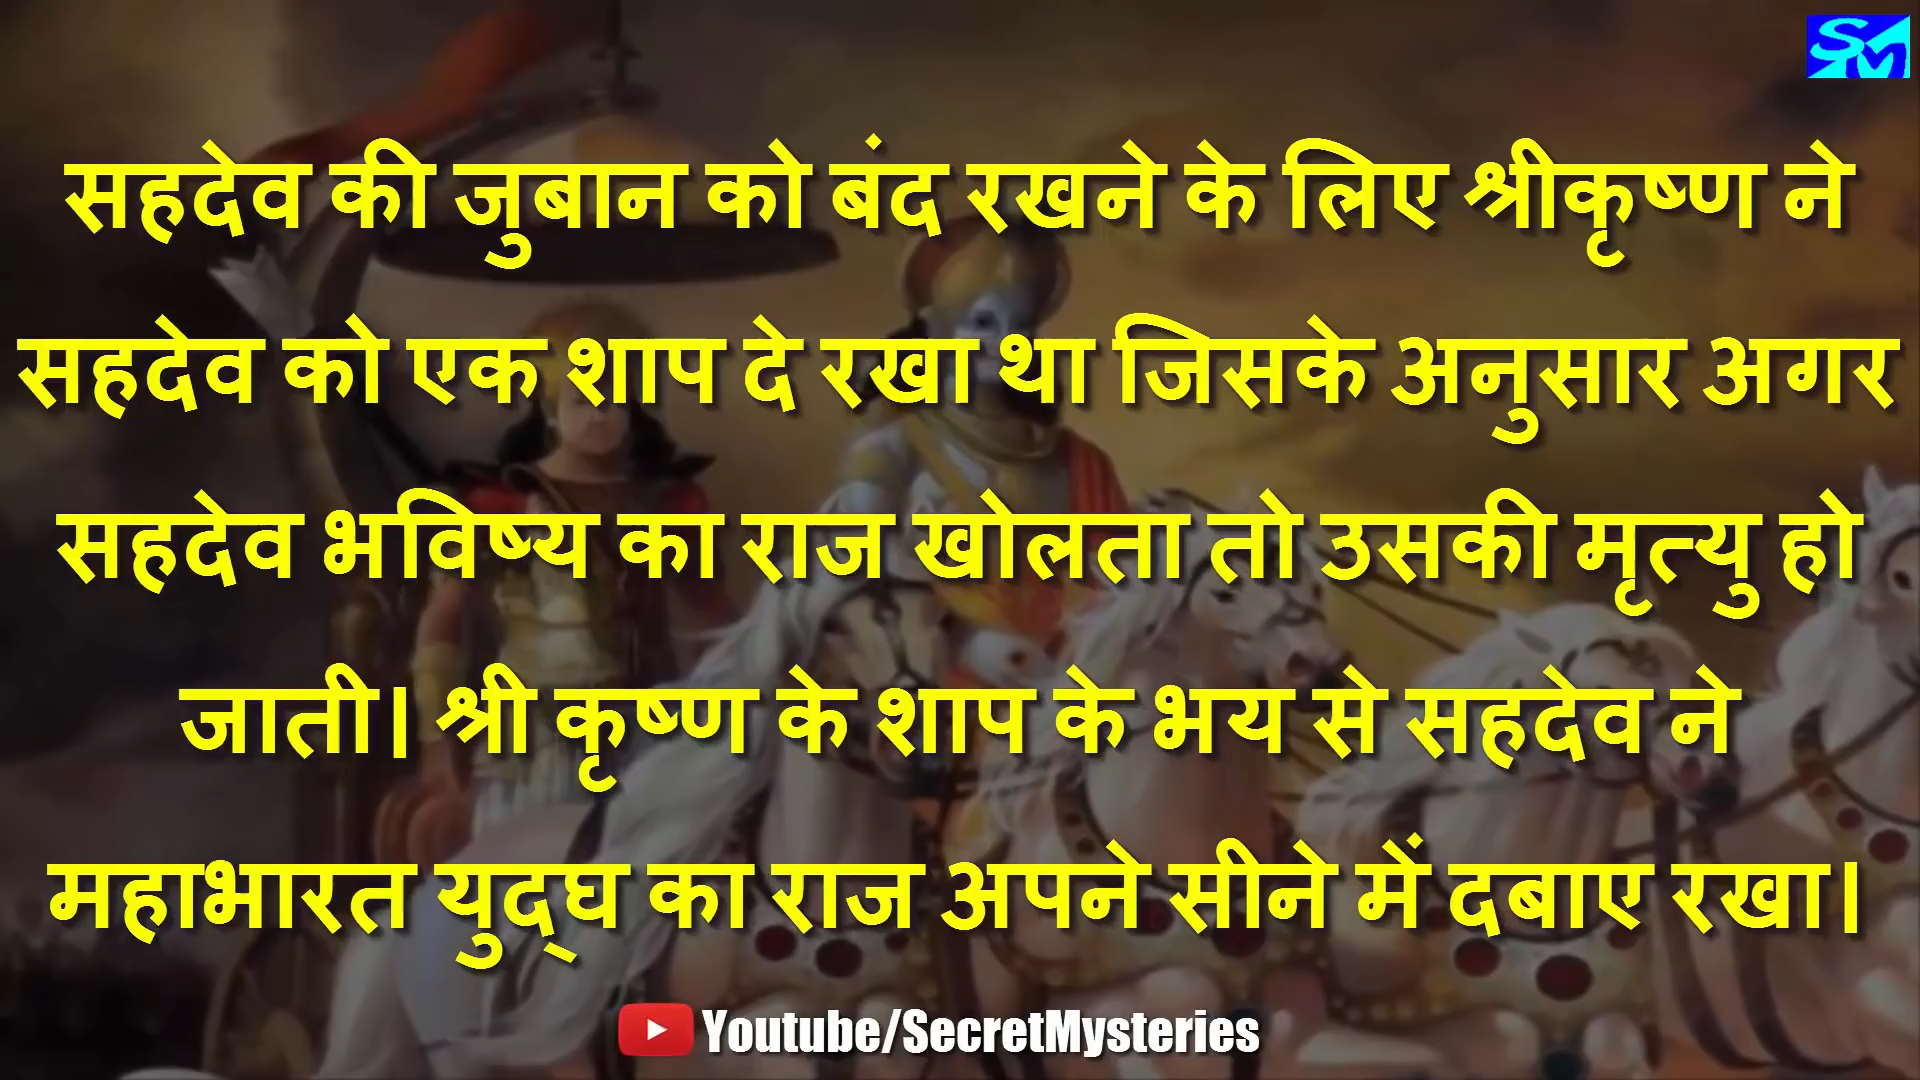 SM
सहदेव की जुबान को बंद रखने के लिए श्रीकृष्ण ने
सहदेव को एक शाप दे रखा था जिसके अनुसार अगर
सहदेव भविष्य का राज खोलता तो उसकी मृत्यु हो
जाती। श्री कृष्ण के शाप के भय से सहदेव ने
महाभारत युद्घ का राज अपने सीने में दबाए रखा।
Youtube/SecretMysteries